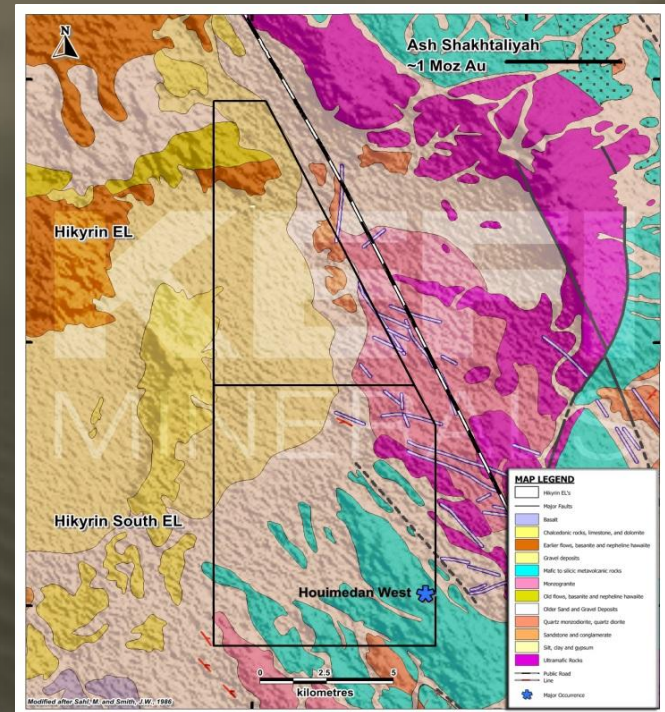 N
Ash Shakhtaliyah
~1 Moz Au
Hikyrin EL
KEFI
MINERALS
Hikyrin South EL
Houimedan West
0 2.5 5
kilometres
Modified after Sahl, M. and Smith, J.W., 1986
MAP LEGEND
Hikyrin EL's
Major Faults
Basalt
Chalcedonic rocks, limestone, and dolomite
Earlier flows, basanite and nepheline hawaiite
Gravel deposits
Mafic to silicic metavolcanic rocks
Monzogranite
Old flows, basanite and nepheline hawaiite
Older Sand and Gravel Deposits
Quartz monzodiorite, quartz diorite
Sandstone and conglomerate
Silt, clay and gypsum
Ultramafic Rocks
Public Road
Line
Major Occurrence